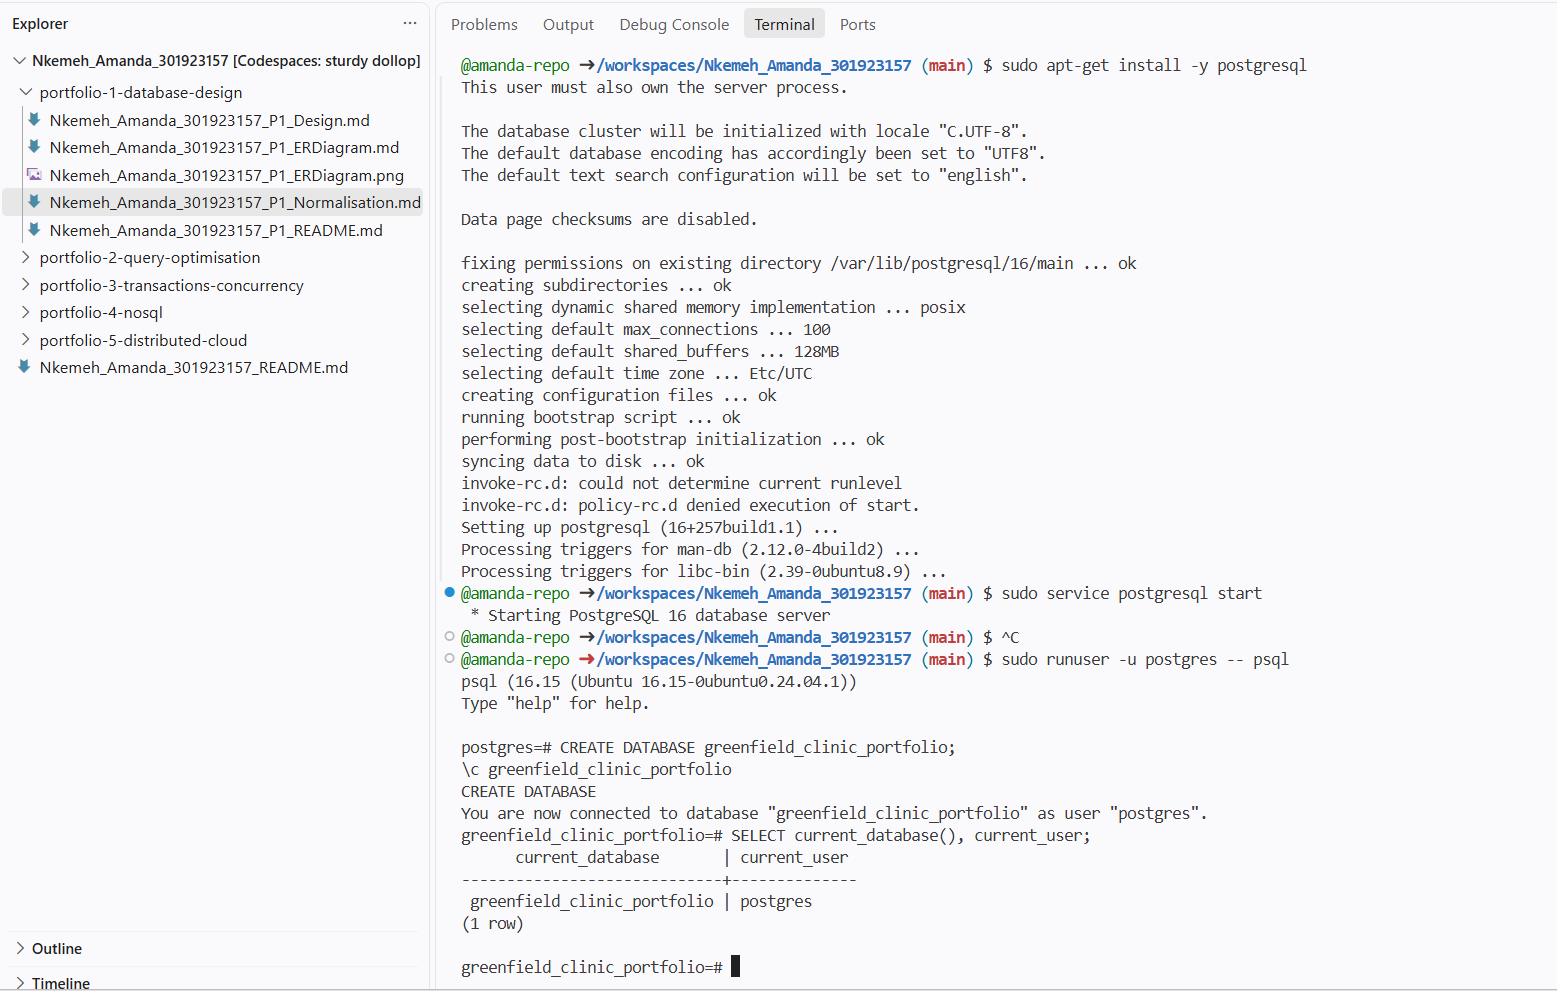 Explorer
...
Nkemeh_Amanda_301923157 [Codespaces: sturdy dollop]
portfolio-1-database-design
Nkemeh_Amanda_301923157_P1_Design.md
Nkemeh_Amanda_301923157_P1_ERDiagram.md
Nkemeh_Amanda_301923157_P1_ERDiagram.png
Nkemeh_Amanda_301923157_P1_Normalisation.md
Nkemeh_Amanda_301923157_P1_README.md
portfolio-2-query-optimisation
portfolio-3-transactions-concurrency
portfolio-4-nosql
portfolio-5-distributed-cloud
Nkemeh_Amanda_301923157_README.md
Outline
Timeline
Problems Output Debug Console Terminal Ports
@amanda-repo ➜/workspaces/Nkemeh_Amanda_301923157 (main) $ sudo apt-get install -y postgresql
This user must also own the server process.
The database cluster will be initialized with locale "C.UTF-8".
The default database encoding has accordingly been set to "UTF8".
The default text search configuration will be set to "english".
Data page checksums are disabled.
fixing permissions on existing directory /var/lib/postgresql/16/main ... ok
creating subdirectories ... ok
selecting dynamic shared memory implementation ... posix
selecting default max_connections ... 100
selecting default shared_buffers ... 128MB
selecting default time zone ... Etc/UTC
creating configuration files ... ok
running bootstrap script ... ok
performing post-bootstrap initialization ... ok
syncing data to disk ... ok
invoke-rc.d: could not determine current runlevel
invoke-rc.d: policy-rc.d denied execution of start.
Setting up postgresql (16+257build1.1) ...
Processing triggers for man-db (2.12.0-4build2) ...
Processing triggers for libc-bin (2.39-0ubuntu8.9) ...
@amanda-repo ➜/workspaces/Nkemeh_Amanda_301923157 (main) $ sudo service postgresql start
* Starting PostgreSQL 16 database server
@amanda-repo ➜/workspaces/Nkemeh_Amanda_301923157 (main) $ ^C
@amanda-repo ➜/workspaces/Nkemeh_Amanda_301923157 (main) $ sudo runuser -u postgres -- psql
psql (16.15 (Ubuntu 16.15-0ubuntu0.24.04.1))
Type "help" for help.
postgres=# CREATE DATABASE greenfield_clinic_portfolio;
\c greenfield_clinic_portfolio
CREATE DATABASE
You are now connected to database "greenfield_clinic_portfolio" as user "postgres".
greenfield_clinic_portfolio=# SELECT current_database(), current_user;
current_database | current_user
-----------------------------+--------------
greenfield_clinic_portfolio | postgres
(1 row)
greenfield_clinic_portfolio=#